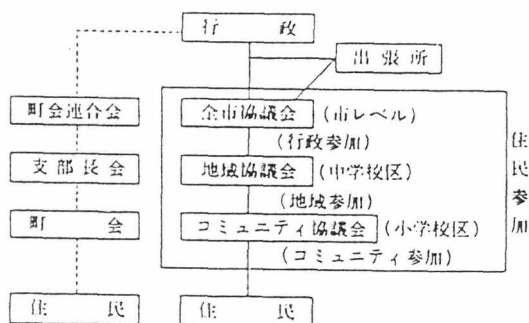 行政
出張所
町会連合会
全市協議会 (市レベル)
(行政参加)
支部長会
地域協議会 (中学校区)
(地域参加)
町会
コミュニティ協議会 (小学校区)
(コミュニティ参加)
住民参加
住民
住民